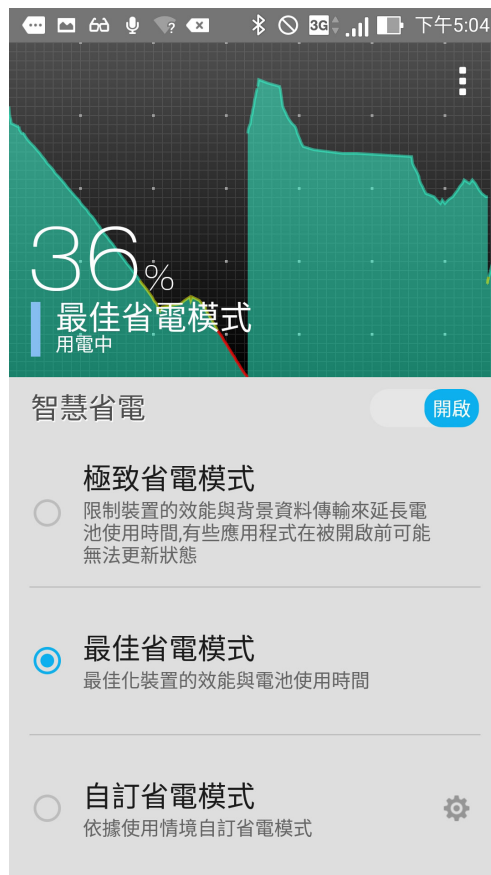 3G 下午5:04
36%
最佳省電模式
用電中
智慧省電
開啟
極致省電模式
限制裝置的效能與背景資料傳輸來延長電
池使用時間,有些應用程式在被開啟前可能
無法更新狀態
最佳省電模式
最佳化裝置的效能與電池使用時間
自訂省電模式
依據使用情境自訂省電模式